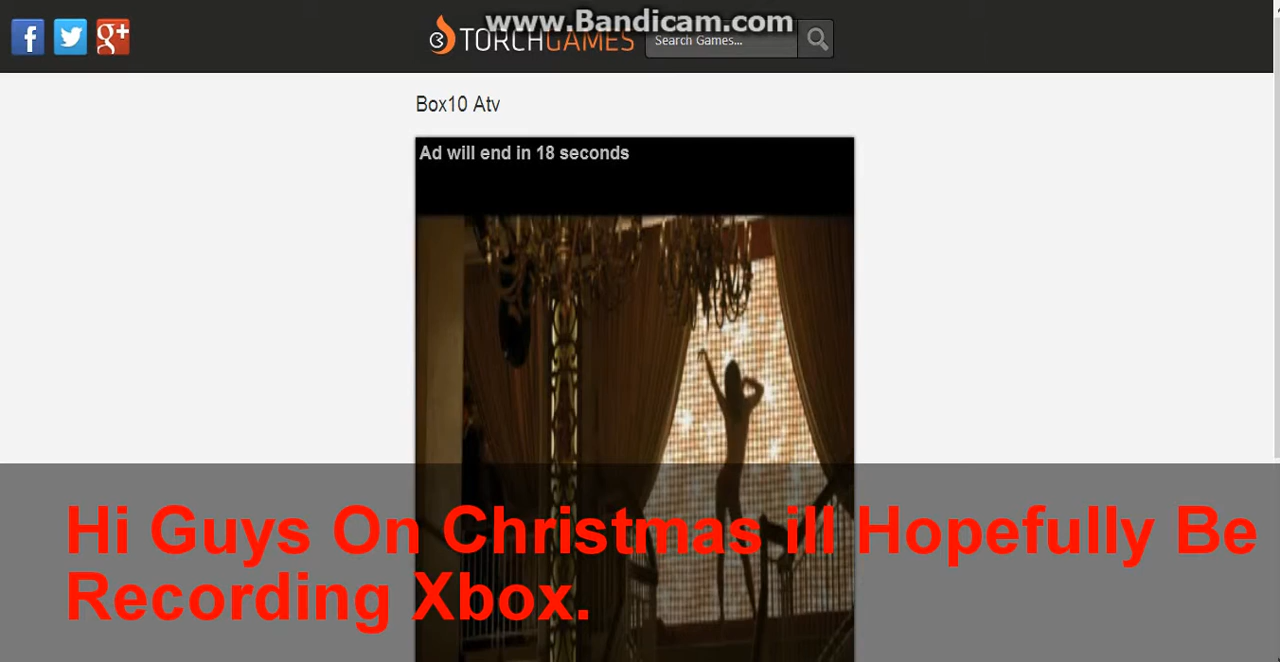 www.Bandicam.com
TORCHGAMES
Search Games...
Box10 Atv
Ad will end in 18 seconds
Hi Guys On Christmas ill Hopefully Be
Recording Xbox.